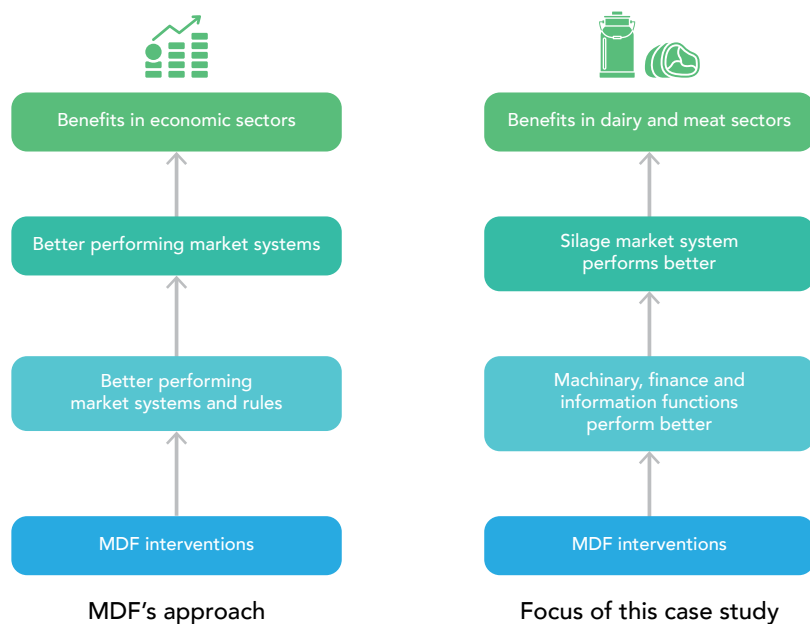 Benefits in economic sectors
Better performing market systems
Better performing
market systems and rules
MDF interventions
MDF's approach
Benefits in dairy and meat sectors
Silage market system
performs better
Machinary, finance and
information functions
perform better
MDF interventions
Focus of this case study